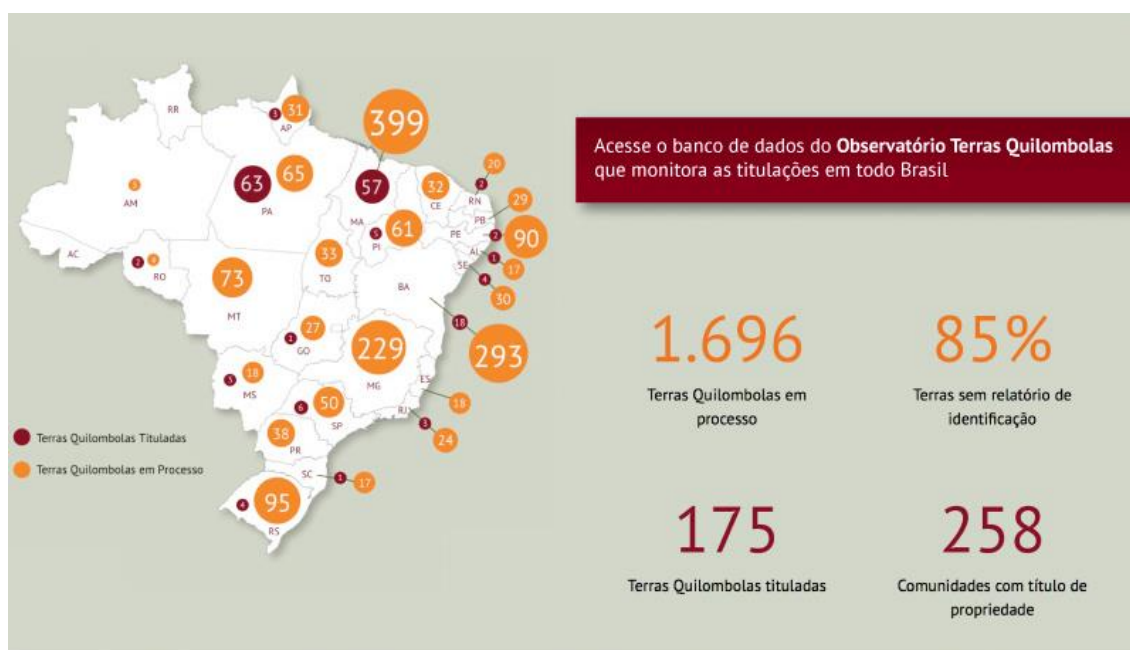 RR
3
31
AP
399
63
65
PA
57
MA
32
CE
20
2
RN
29
PB
PE
2
90
AL
1
17
SE
4
30
AM
AC
2
RO
5
61
PI
33
TO
73
MT
BA
18
293
1
27
GO
229
MG
ES
18
18
MS
RJ
3
24
6
50
SP
38
PR
SC
17
4
95
RS
Terras Quilombolas Tituladas
Terras Quilombolas em Processo
Acesse o banco de dados do Observatório Terras Quilombolas
que monitora as titulações em todo Brasil
1.696
Terras Quilombolas em
processo
85%
Terras sem relatório de
identificação
175
Terras Quilombolas tituladas
258
Comunidades com título de
propriedade